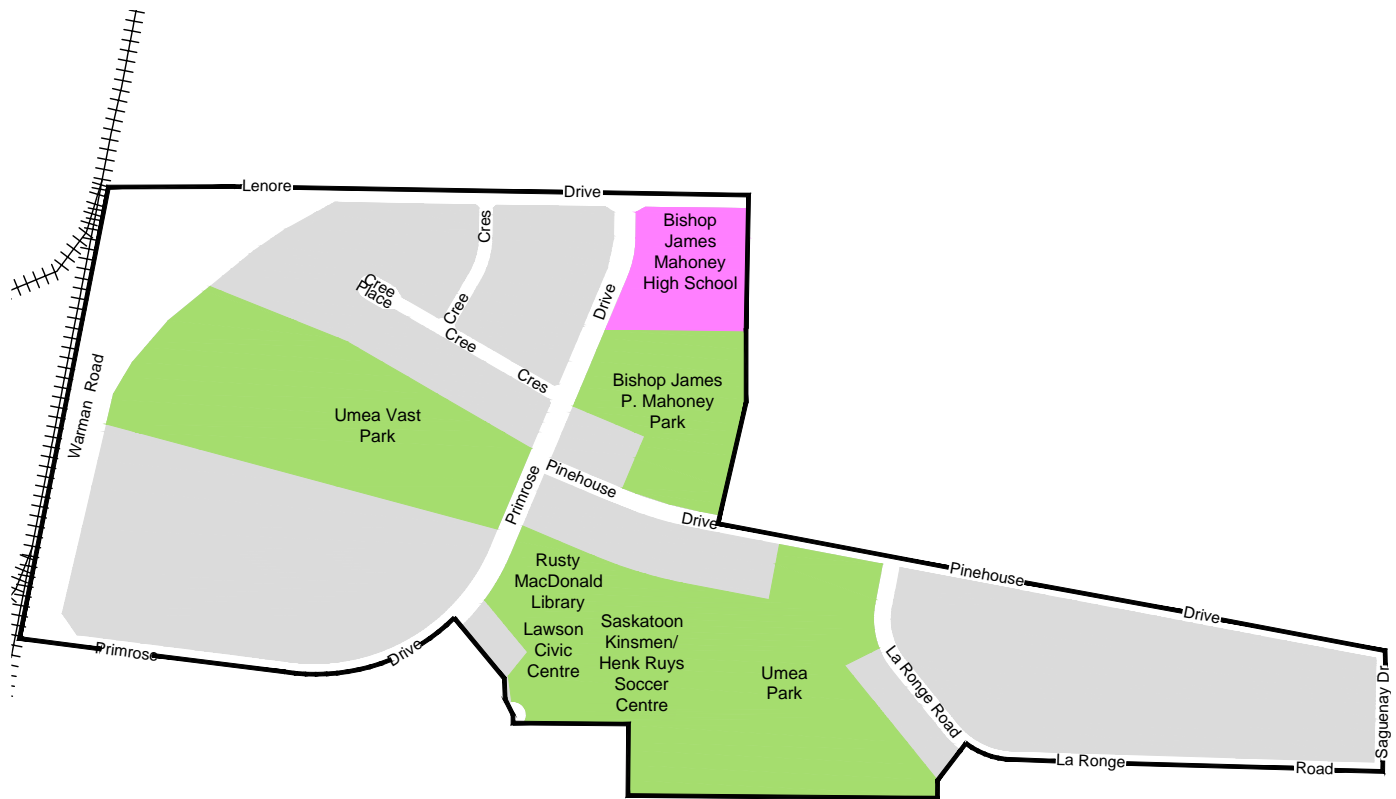 Lenore
Drive
Cres
Bishop
James
Mahoney
High School
Cree
Place
Cree
Drive
Cree
Cres
Warman Road
Umea Vast
Park
Bishop James
P. Mahoney
Park
Primrose
Pinehouse
Drive
Rusty
MacDonald
Library
Lawson
Civic
Centre
Saskatoon
Kinsmen/
Henk Ruys
Soccer
Centre
Umea
Park
Pinehouse
Drive
Primrose
Drive
La Ronge Road
La Ronge
Road
Saguenay Dr